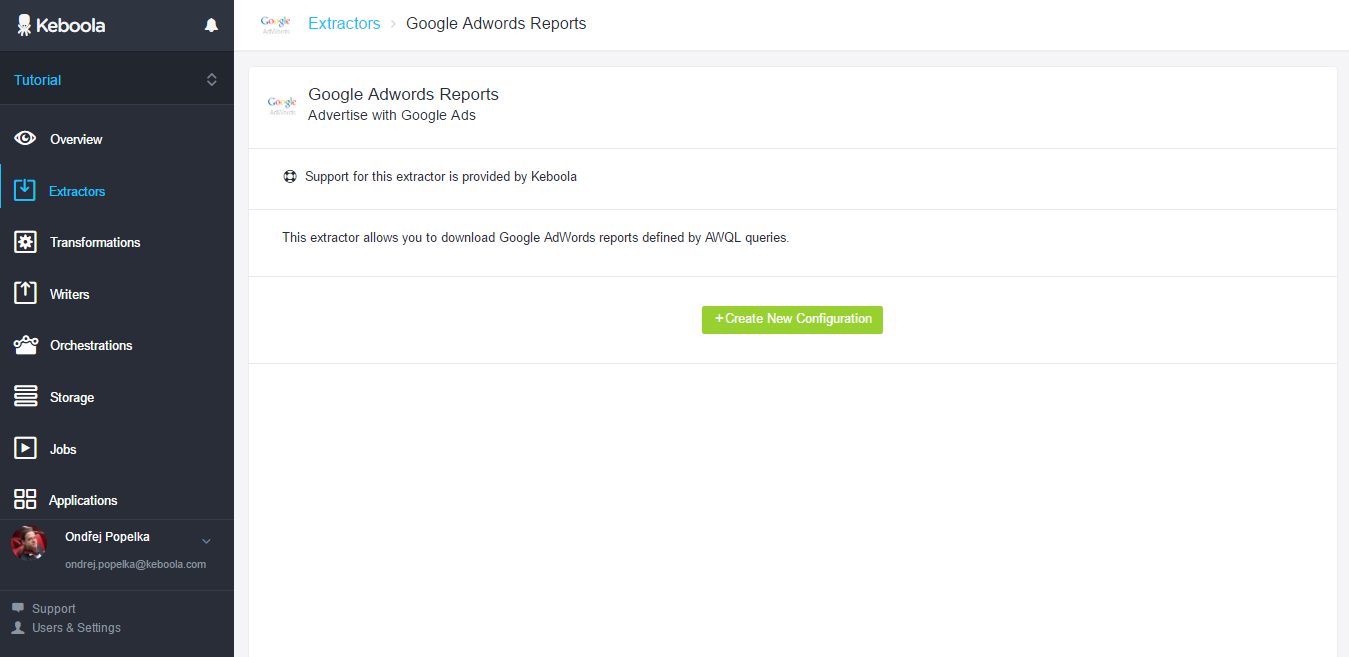 Keboola
Google
AdWords
Extractors > Google Adwords Reports
Tutorial
Overview
Extractors
Transformations
Writers
Orchestrations
Storage
Jobs
Applications
Ondřej Popelka
ondrej.popelka@keboola.com
Support
Users & Settings
Google
AdWords
Google Adwords Reports
Advertise with Google Ads
Support for this extractor is provided by Keboola
This extractor allows you to download Google AdWords reports defined by AWQL queries.
+Create New Configuration